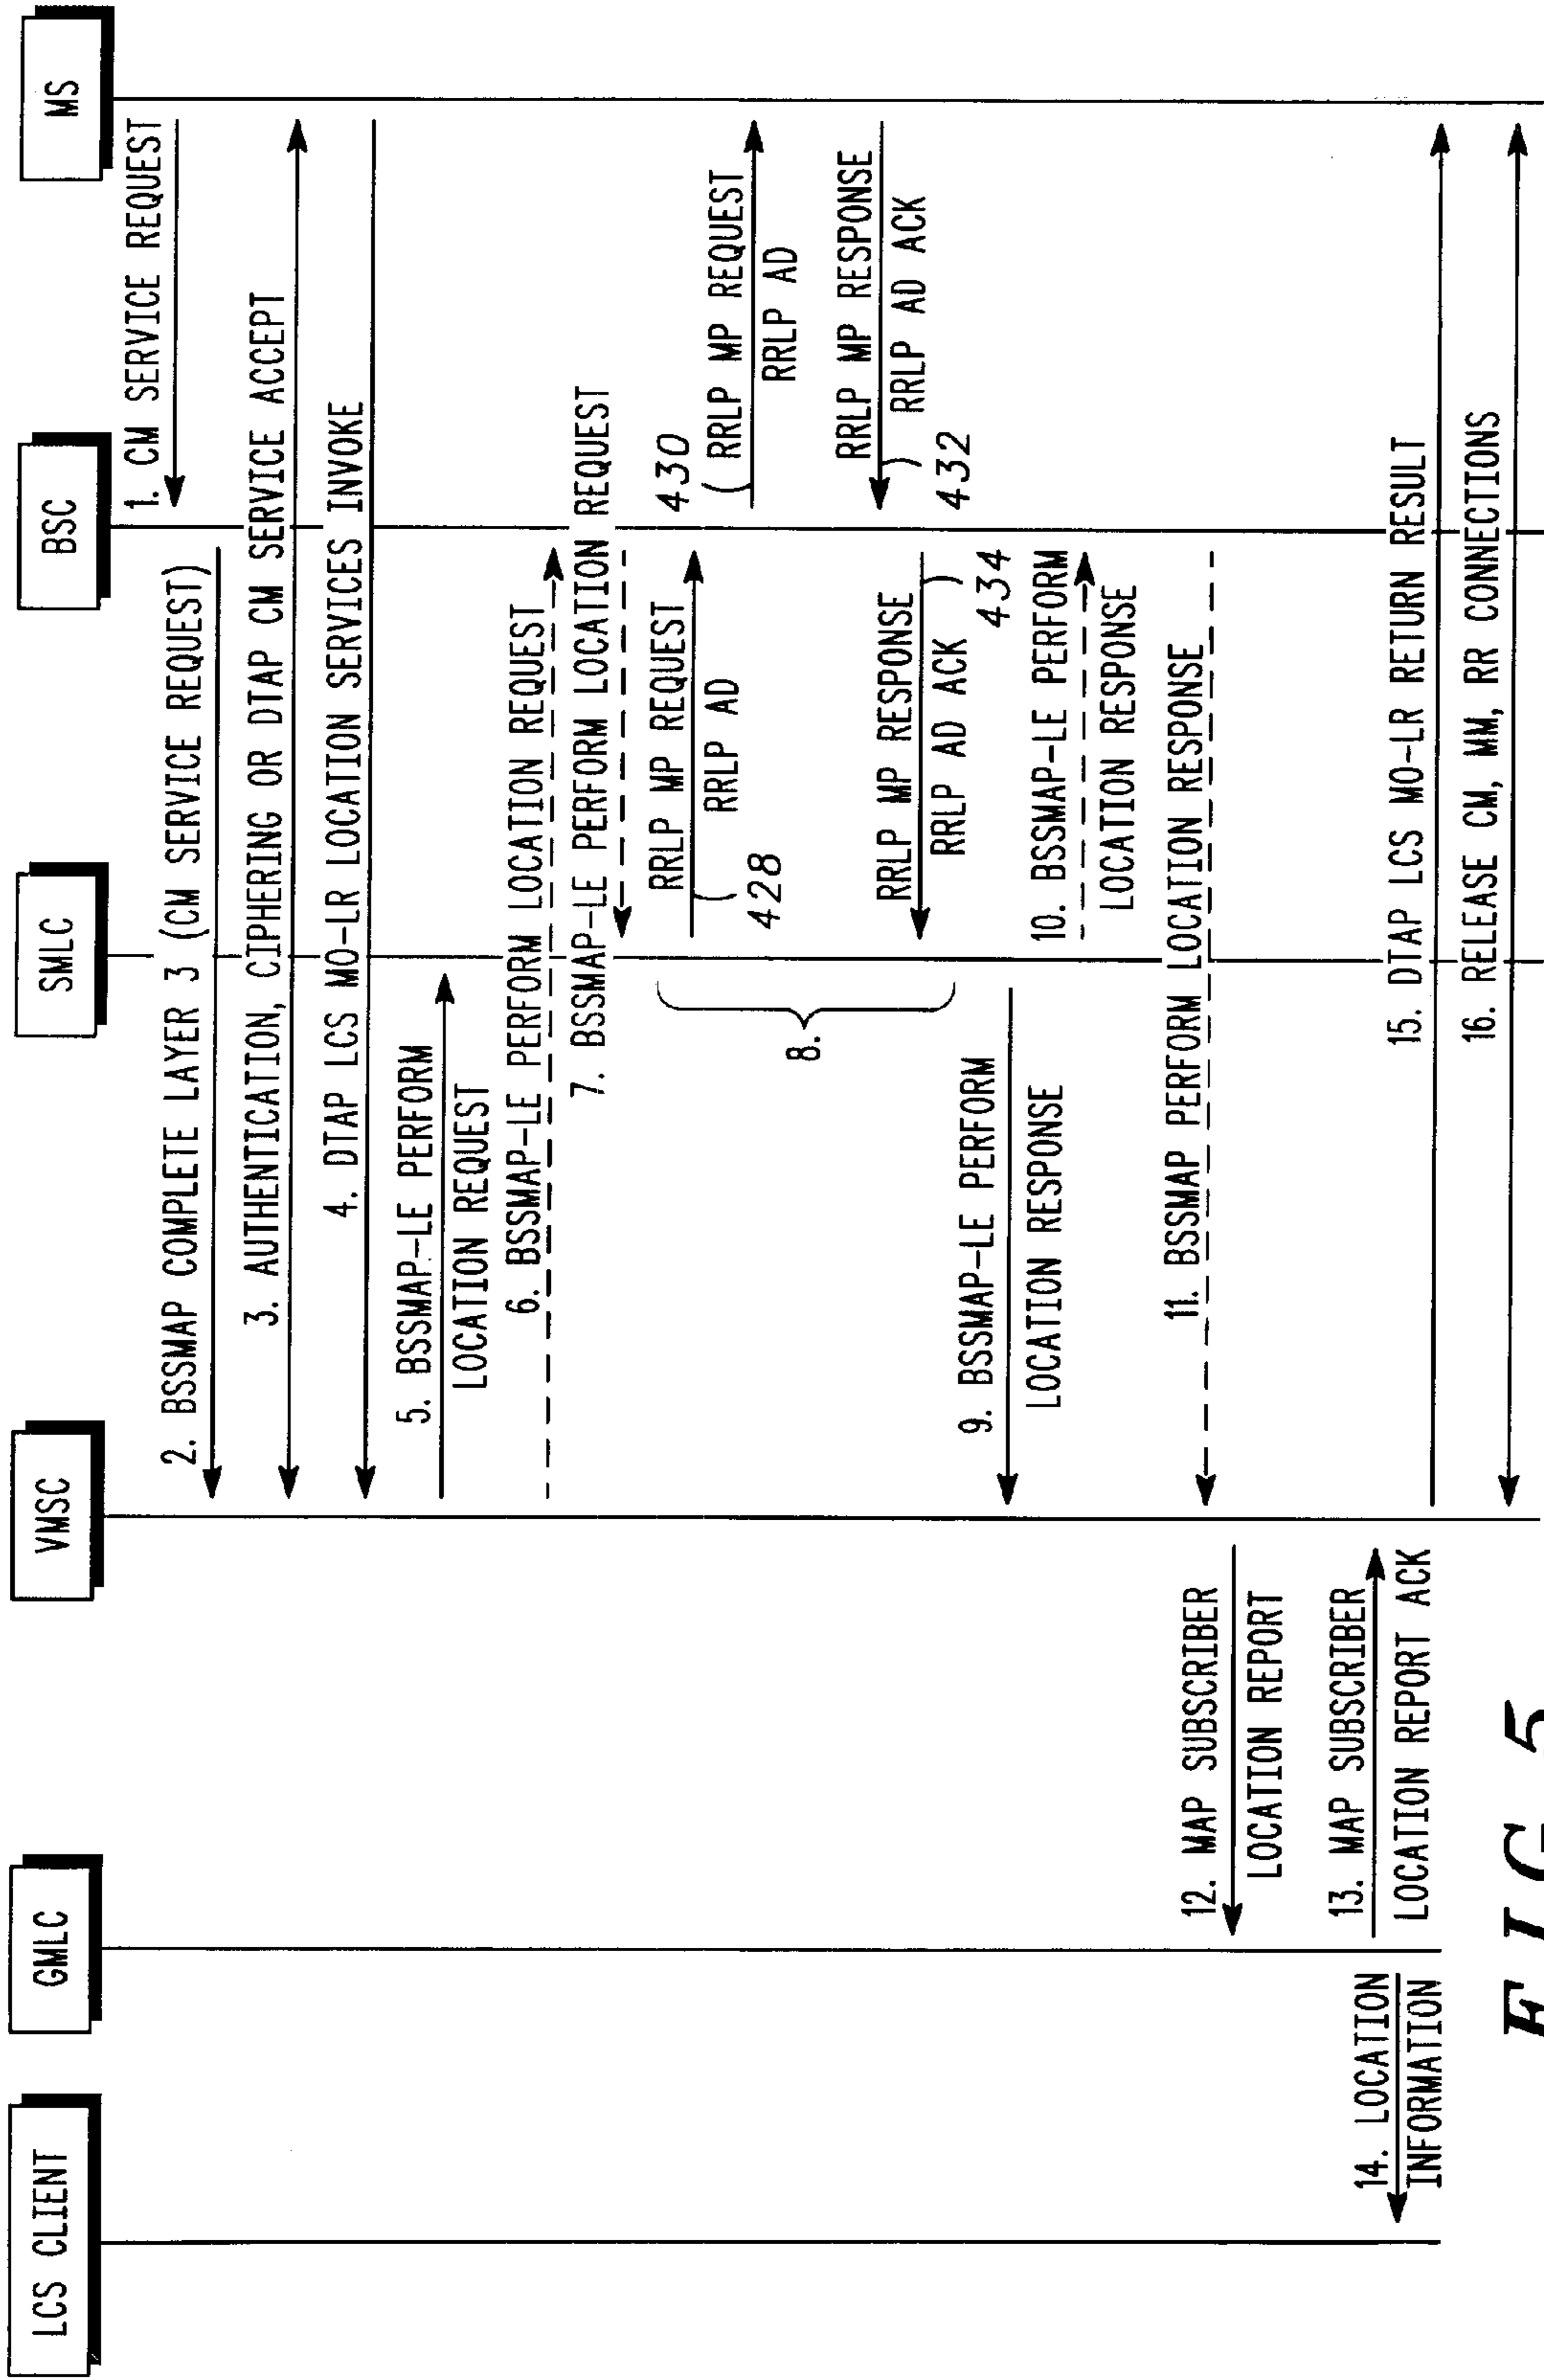 LCS CLIENT
GMLC
VMSC
SMLC
BSC
MS
1. CM SERVICE REQUEST
2. BSSMAP COMPLETE LAYER 3 (CM SERVICE REQUEST)
3. AUTHENTICATION, CIPHERING OR DTAP CM SERVICE ACCEPT
4. DTAP LCS MO-LR LOCATION SERVICES INVOKE
5. BSSMAP-LE PERFORM
LOCATION REQUEST
6. BSSMAP-LE PERFORM LOCATION REQUEST
7. BSSMAP-LE PERFORM LOCATION REQUEST
RRLP MP REQUEST
RRLP AD
428
430
RRLP MP REQUEST
RRLP AD
8.
RRLP MP RESPONSE
RRLP AD ACK
432
RRLP MP RESPONSE
RRLP AD ACK
434
9. BSSMAP-LE PERFORM
LOCATION RESPONSE
10. BSSMAP-LE PERFORM
LOCATION RESPONSE
11. BSSMAP PERFORM LOCATION RESPONSE
12. MAP SUBSCRIBER
LOCATION REPORT
13. MAP SUBSCRIBER
LOCATION REPORT ACK
14. LOCATION
INFORMATION
15. DTAP LCS MO-LR RETURN RESULT
16. RELEASE CM, MM, RR CONNECTIONS
FIG.5